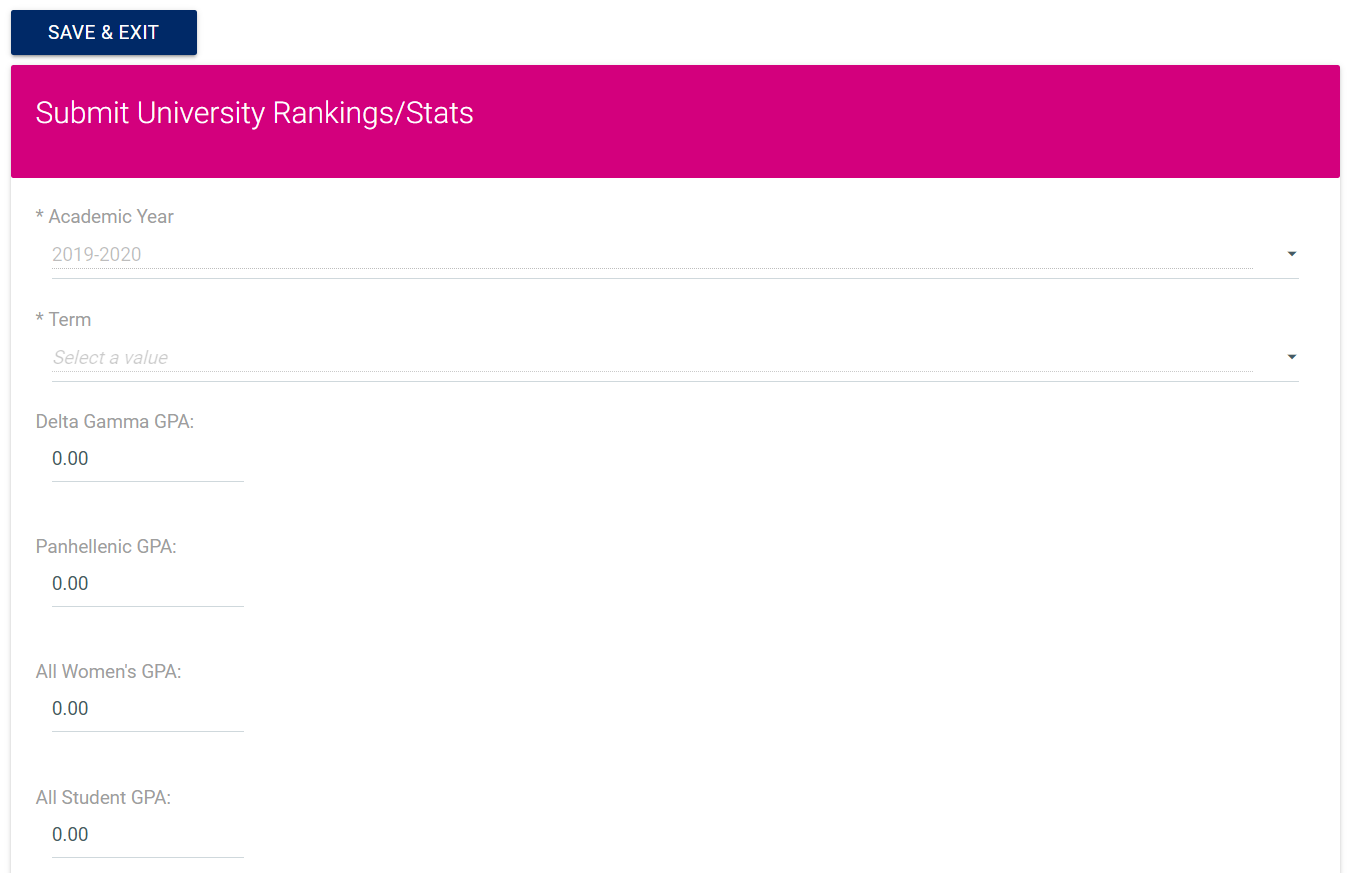 SAVE & EXIT
Submit University Rankings/Stats
* Academic Year
2019-2020
* Term
Select a value
Delta Gamma GPA:
0.00
Panhellenic GPA:
0.00
All Women's GPA:
0.00
All Student GPA:
0.00